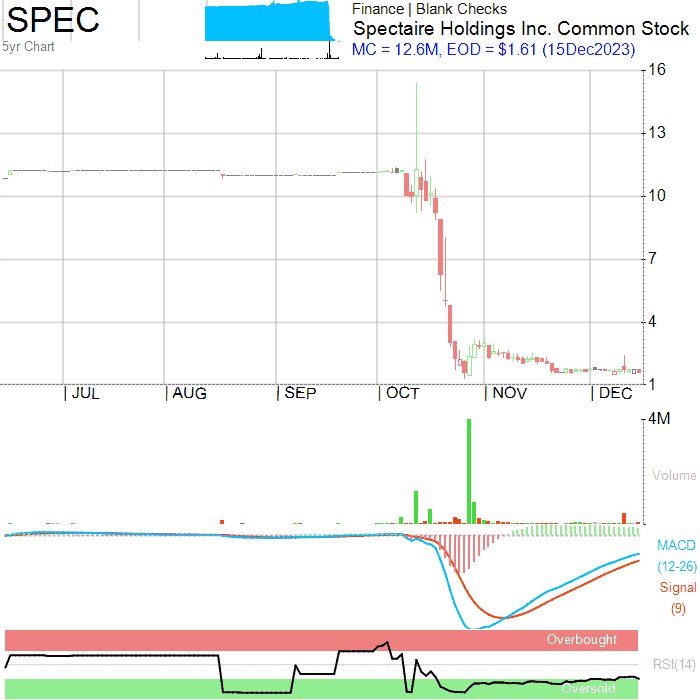 SPEC
5yr Chart
Finance | Blank Checks
Spectaire Holdings Inc. Common Stock
MC = 12.6M, EOD = $1.61 (15Dec2023)
16
13
10
7
4
1
JUL
AUG
SEP
OCT
NOV
DEC
4M
Volume
MACD
(12-26)
Signal
(9)
Overbought
RSI(14)
Oversold